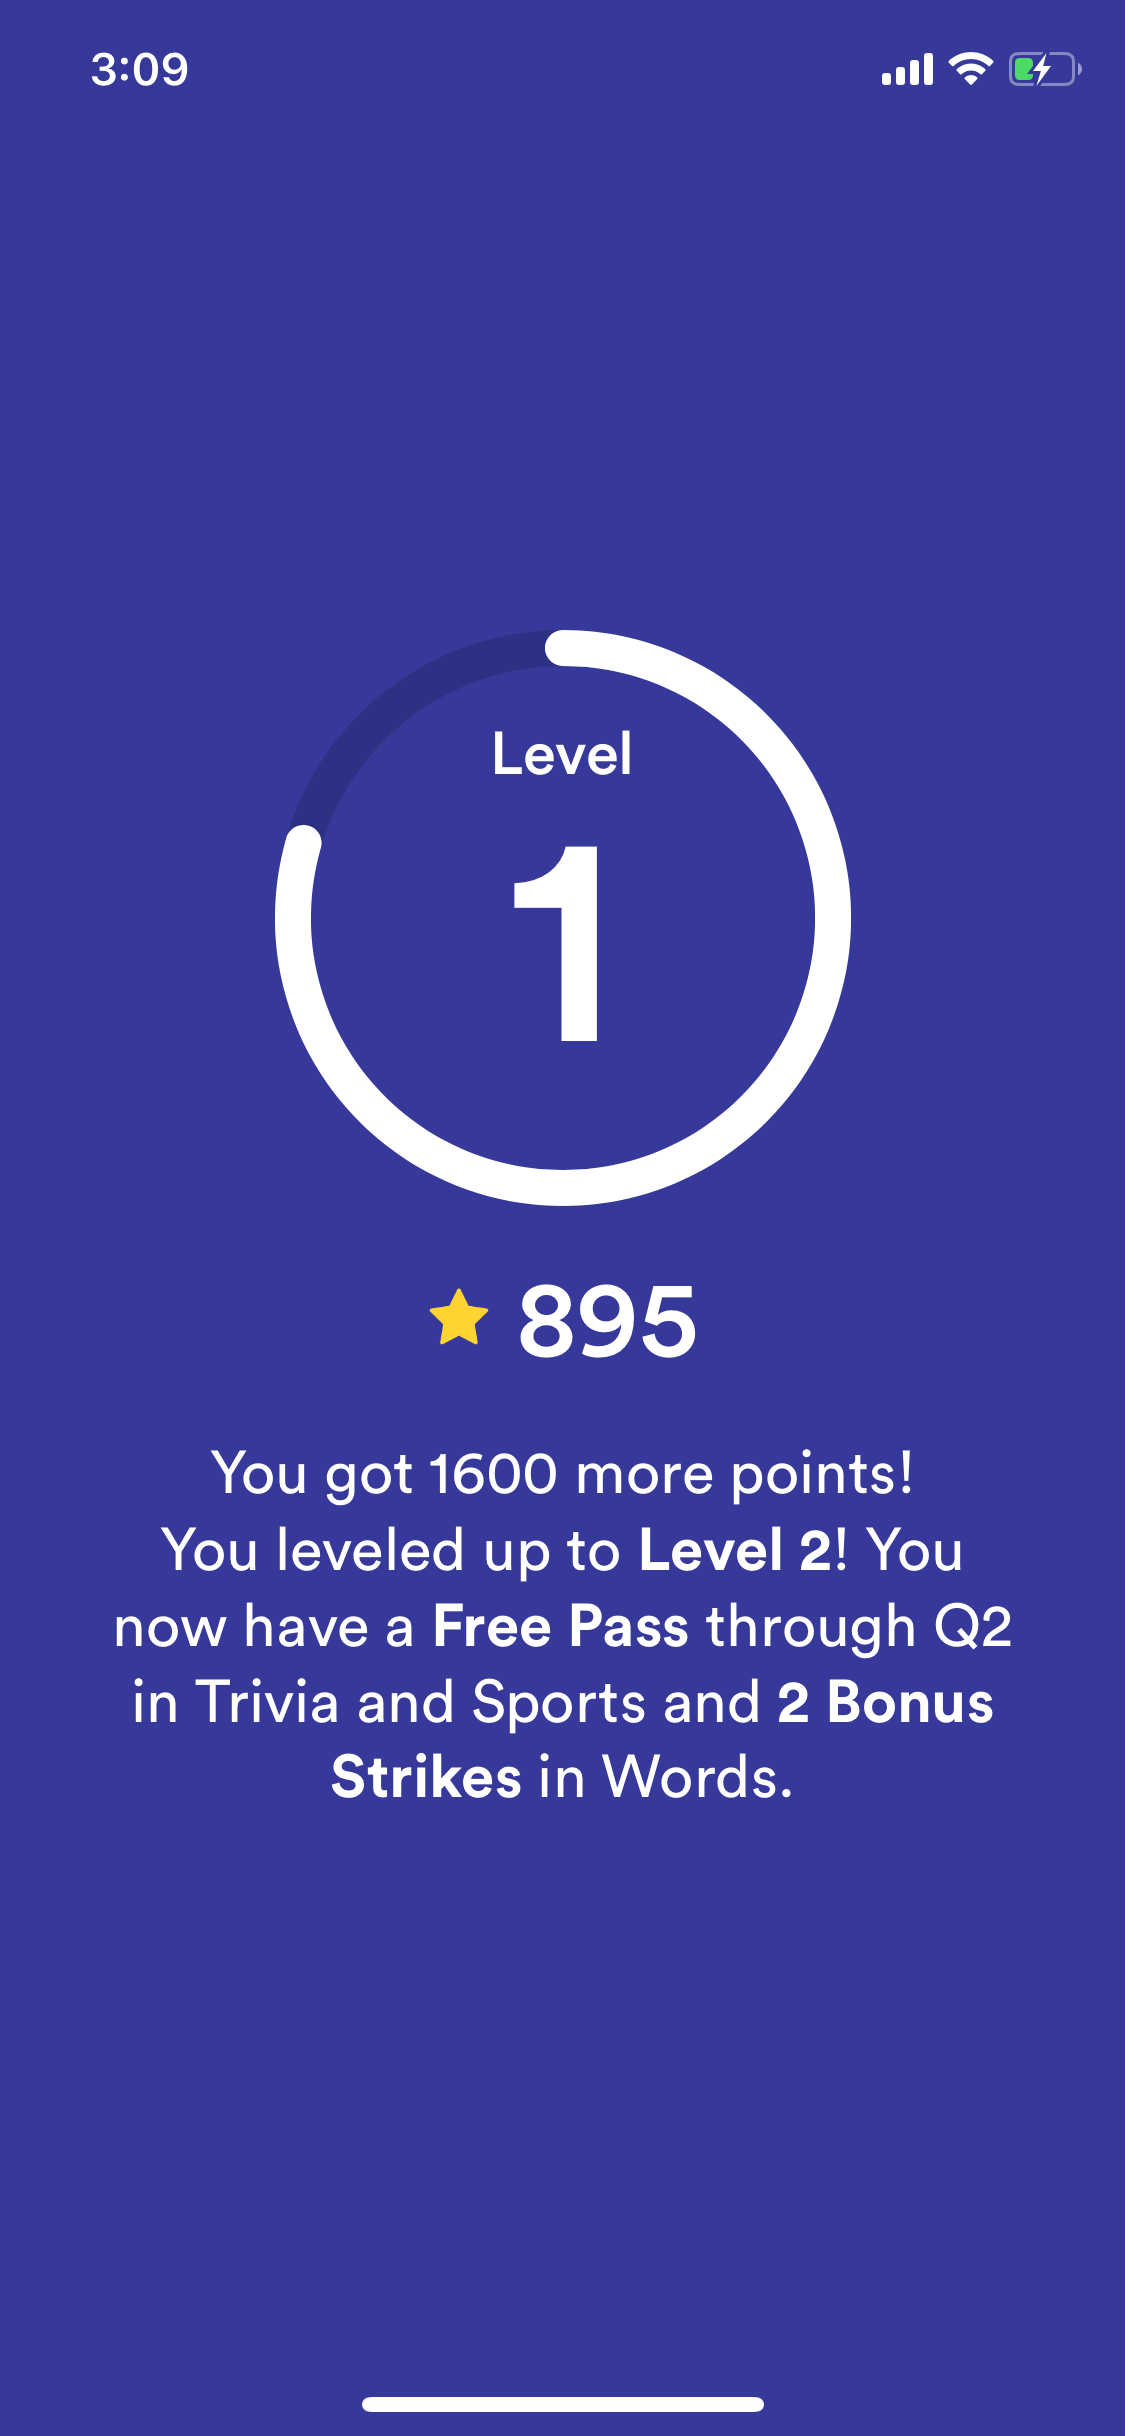 3:09
Level
1
895
You got 1600 more points!
You leveled up to Level 2! You
now have a Free Pass through Q2
in Trivia and Sports and 2 Bonus
Strikes in Words.